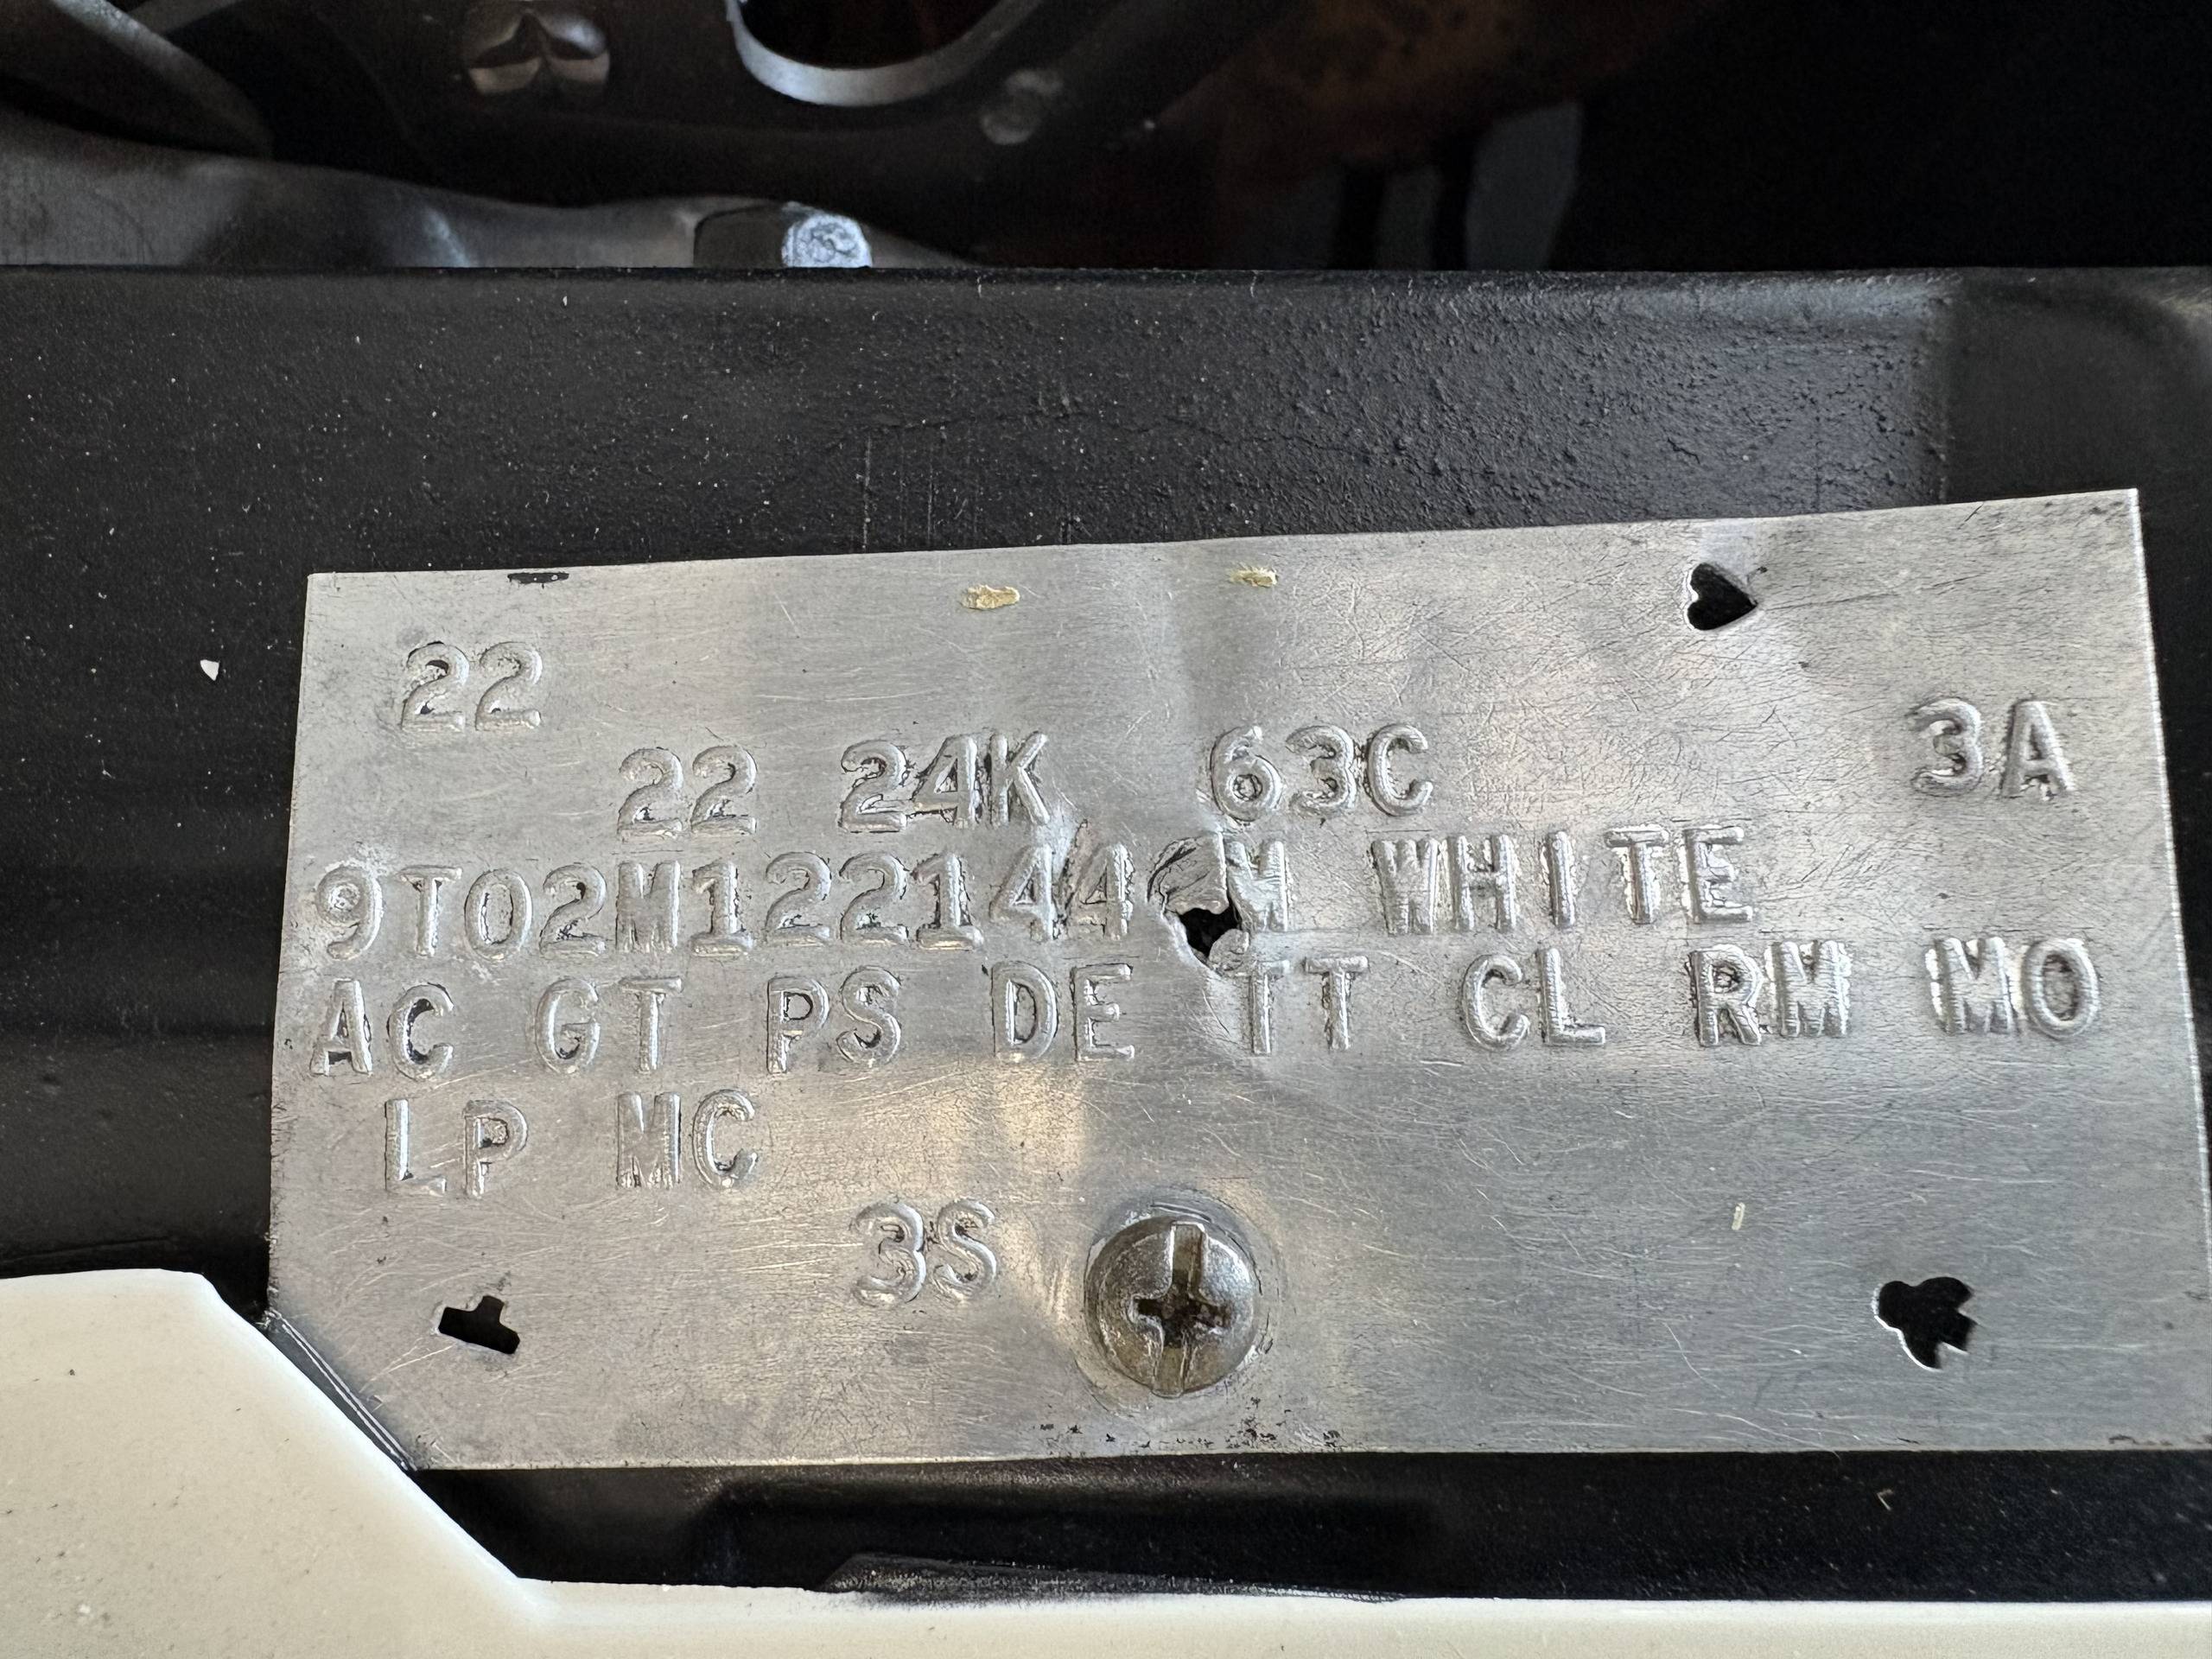 22
22 24K 63C 3A
9T02M122144 M WHITE
AC GT PS DE TT CL RM MO
LP MC
3S